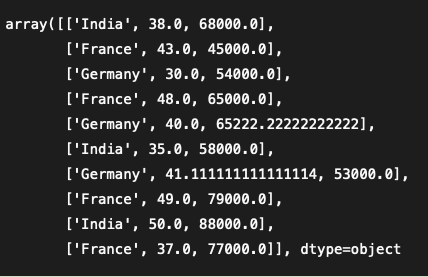 array([['India', 38.0, 68000.0],
['France', 43.0, 45000.0],
['Germany', 30.0, 54000.0],
['France', 48.0, 65000.0],
['Germany', 40.0, 65222.22222222222],
['India', 35.0, 58000.0],
['Germany', 41.111111111111114, 53000.0],
['France', 49.0, 79000.0],
['India', 50.0, 88000.0],
['France', 37.0, 77000.0]], dtype=object